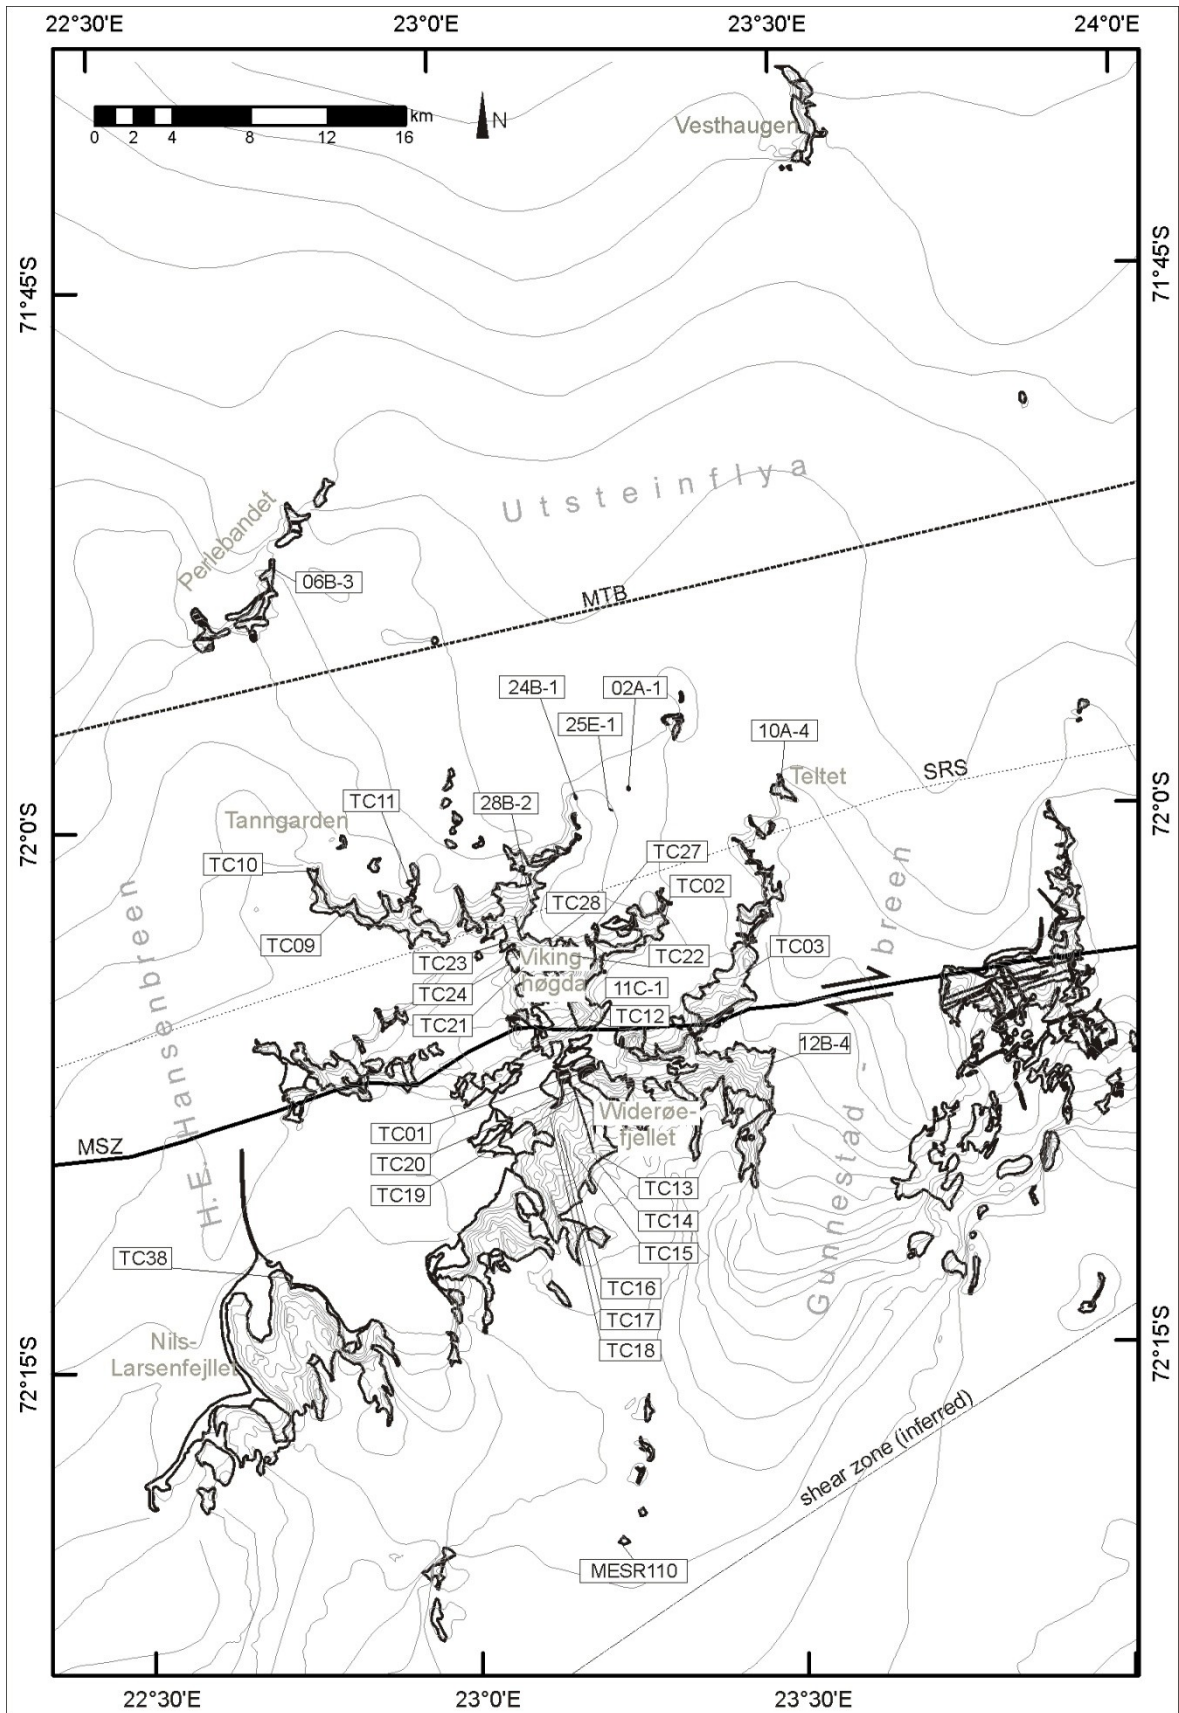 22°30'E
23°0'E
23°30'E
24°0'E
km
0
2
4
8
12
16
N
Vesthaugen
71°45'S
71°45'S
Utsteinflya
Perlebandet
06B-3
MTB
24B-1
02A-1
25E-1
10A-4
Teltet
SRS
TC11
28B-2
Tanngarden
72°0'S
72°0'S
TC10
TC27
TC02
TC28
TC09
TC23
Viking
høgda
TC22
TC03
TC24
11C-1
TC21
TC12
12B-4
H.E. Hansenbreen
Gunnestad-breen
MSZ
TC01
Widerøe-
fjellet
TC20
TC19
TC13
TC14
TC15
TC38
TC16
TC17
TC18
Nils-
Larsenfejllet
72°15'S
72°15'S
shear zone (inferred)
MESR110
22°30'E
23°0'E
23°30'E